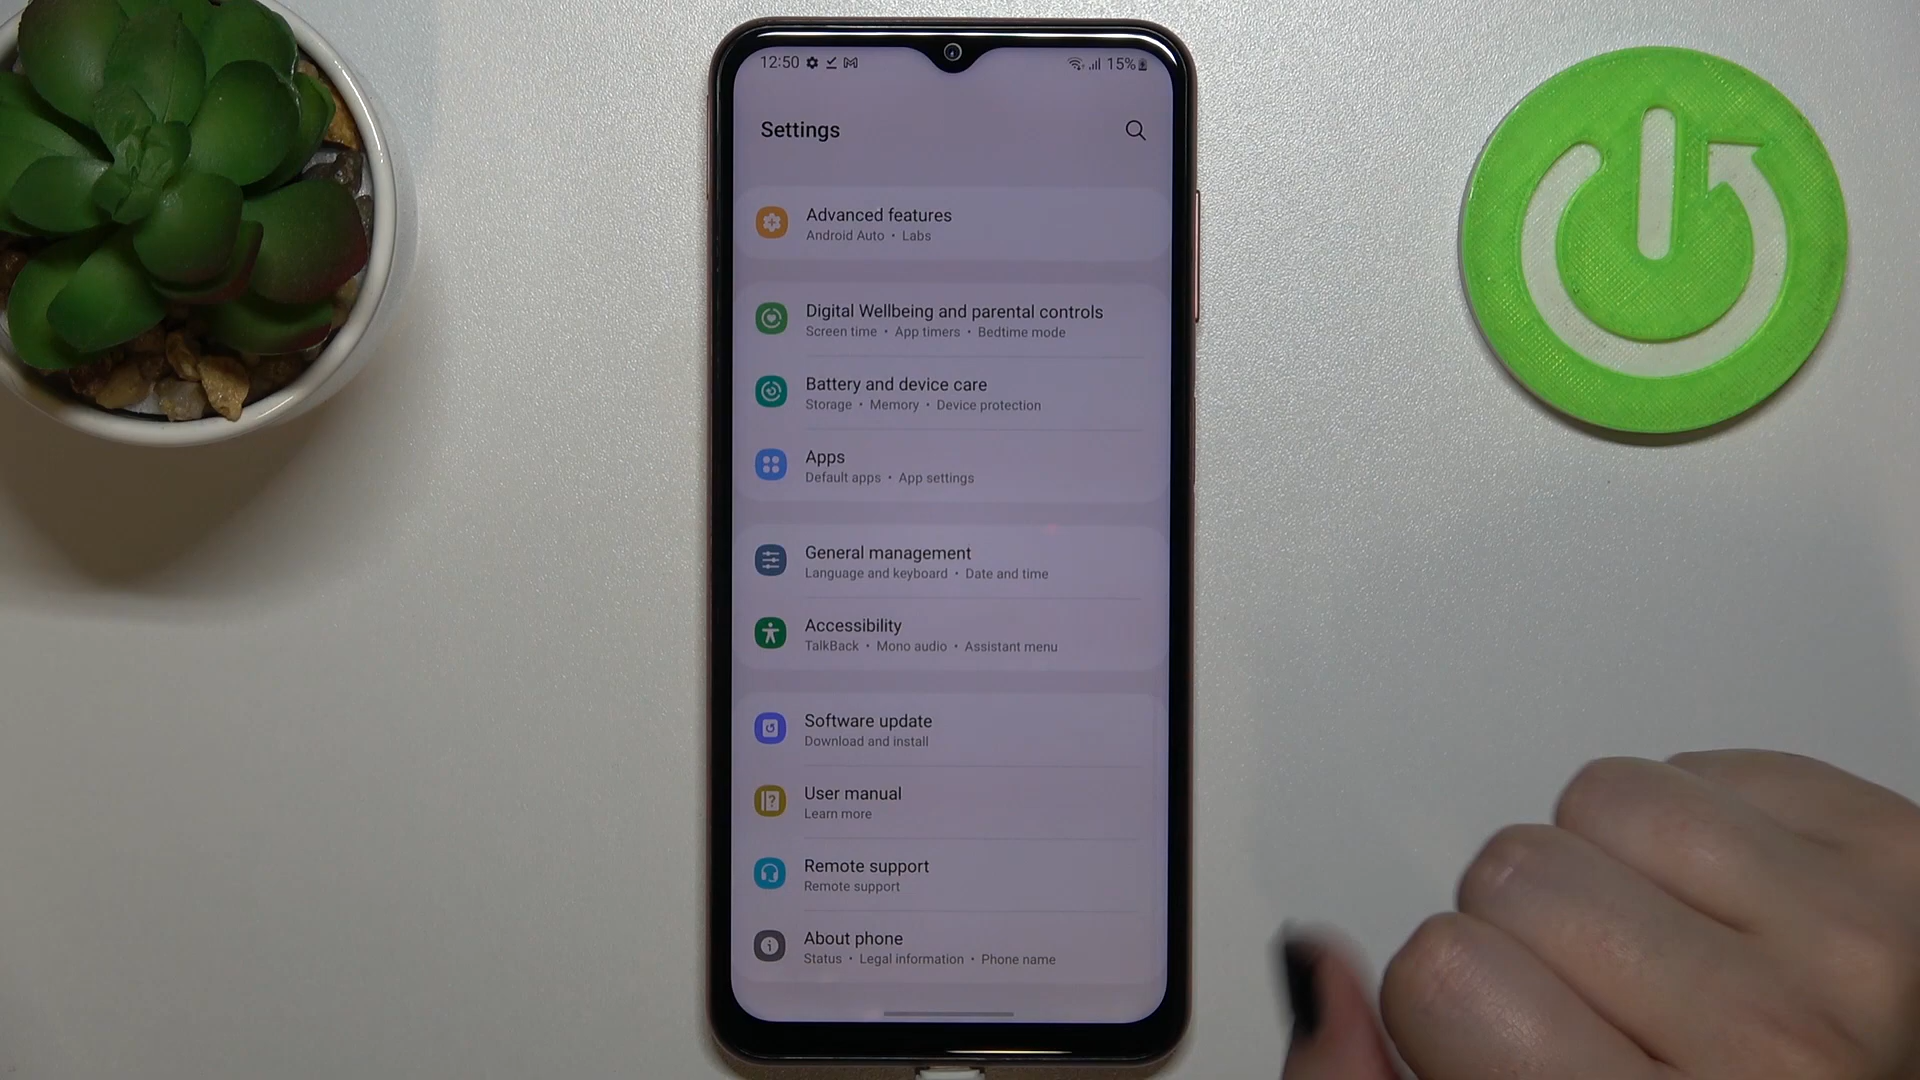 12:50 15%
Settings
Advanced features
Android Auto • Labs
Digital Wellbeing and parental controls
Screen time • App timers • Bedtime mode
Battery and device care
Storage • Memory • Device protection
Apps
Default apps • App settings
General management
Language and keyboard • Date and time
Accessibility
TalkBack • Mono audio • Assistant menu
Software update
Download and install
User manual
Learn more
Remote support
Remote support
About phone
Status • Legal information • Phone name